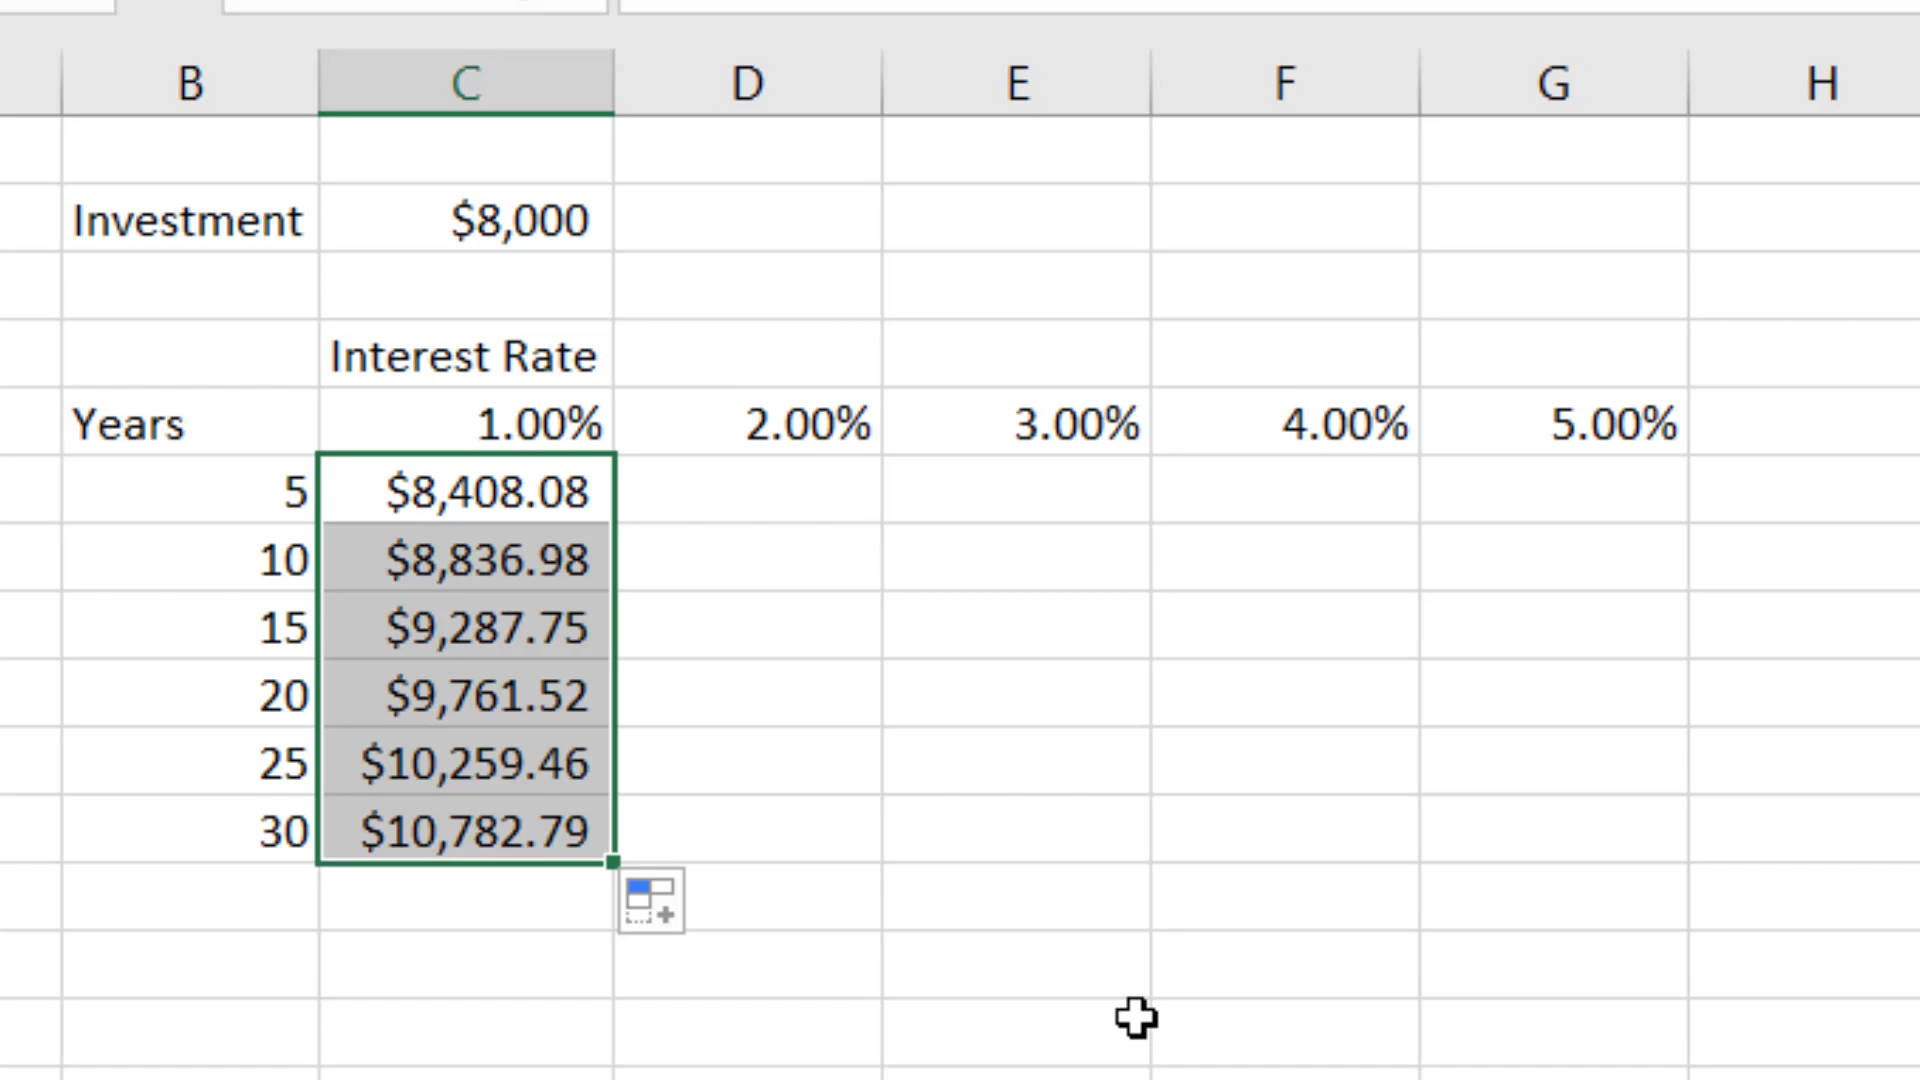 B C D E F G H
Investment $8,000
Interest Rate
Years 1.00% 2.00% 3.00% 4.00% 5.00%
5 $8,408.08
10 $8,836.98
15 $9,287.75
20 $9,761.52
25 $10,259.46
30 $10,782.79